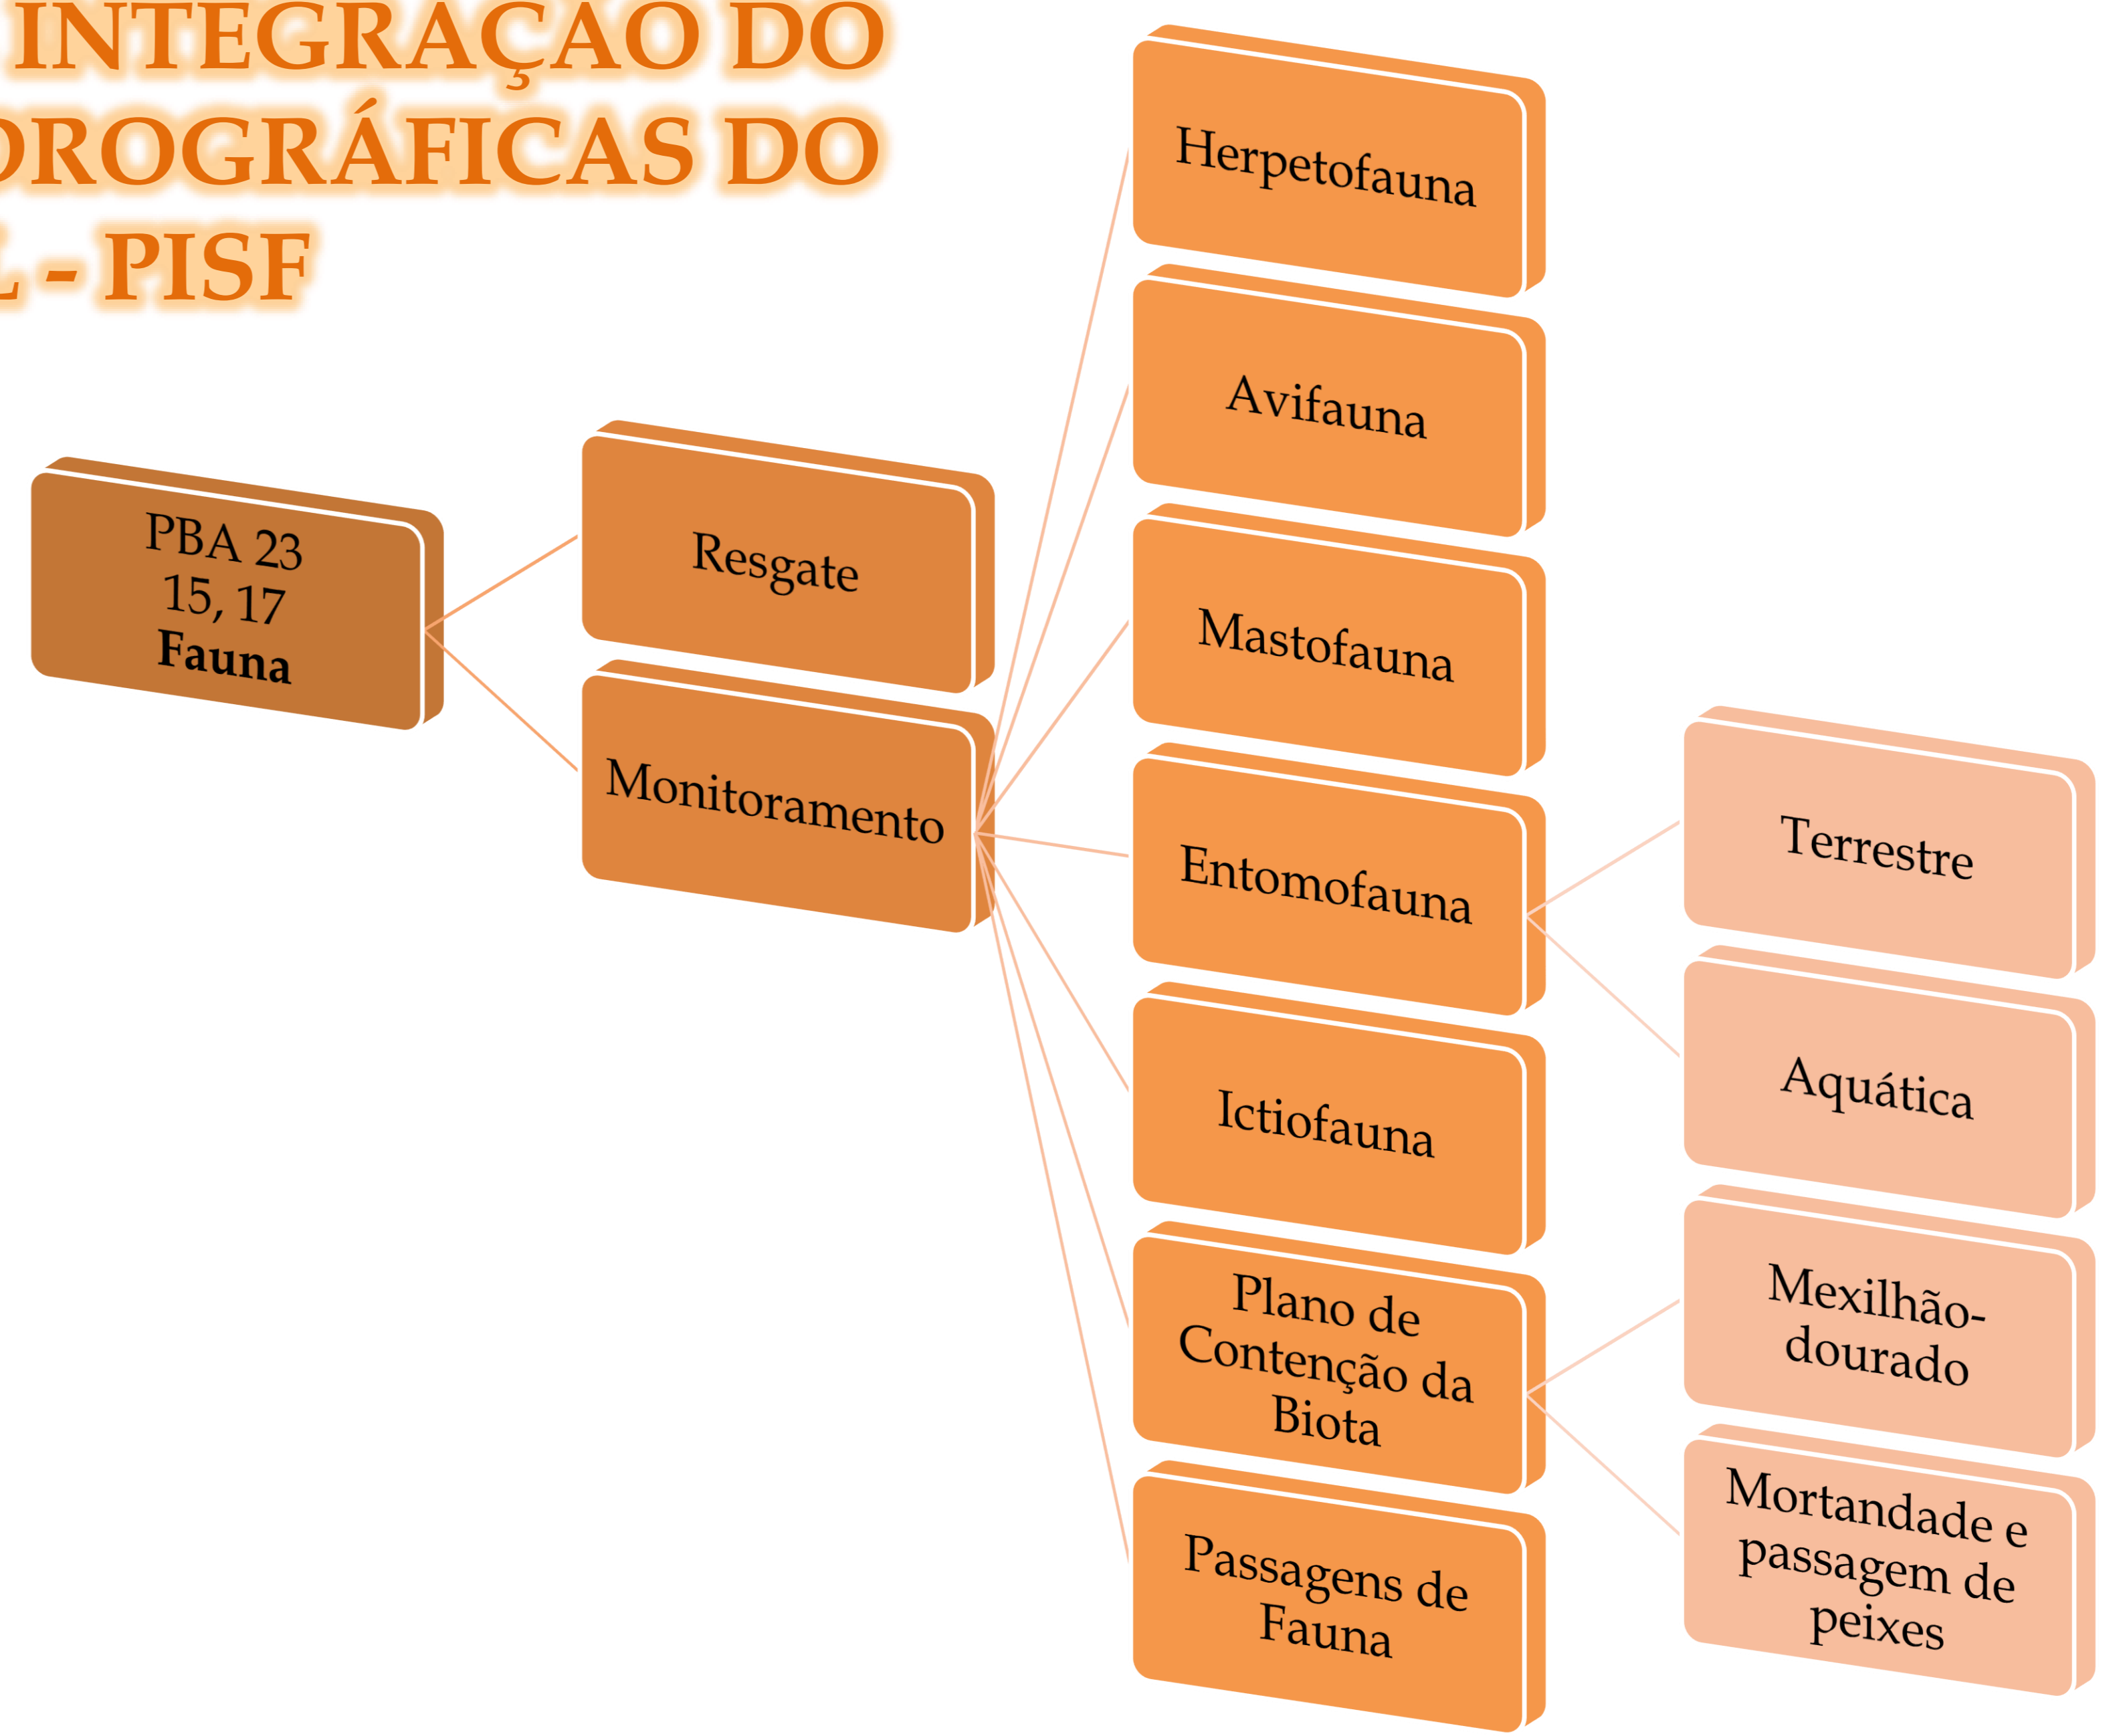 INTEGRAÇÃO DO
DROGRÁFICAS DO
L - PISF
PBA 23
15, 17
Fauna
Resgate
Monitoramento
Herpetofauna
Avifauna
Mastofauna
Entomofauna
Ictiofauna
Plano de
Contenção da
Biota
Passagens de
Fauna
Terrestre
Aquática
Mexilhão-
dourado
Mortandade e
passagem de
peixes